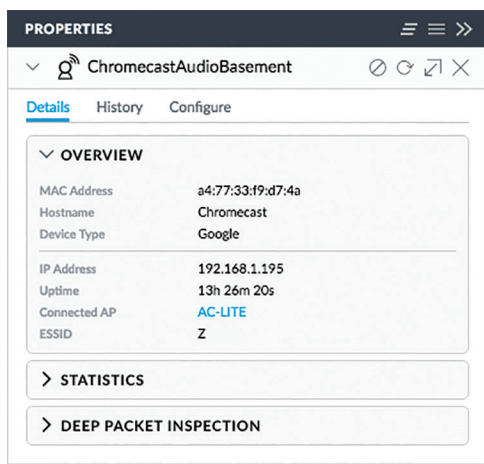 PROPERTIES
ChromecastAudioBasement
Details History Configure
OVERVIEW
MAC Address a4:77:33:f9:d7:4a
Hostname Chromecast
Device Type Google
IP Address 192.168.1.195
Uptime 13h 26m 20s
Connected AP AC-LITE
ESSID Z
STATISTICS
DEEP PACKET INSPECTION